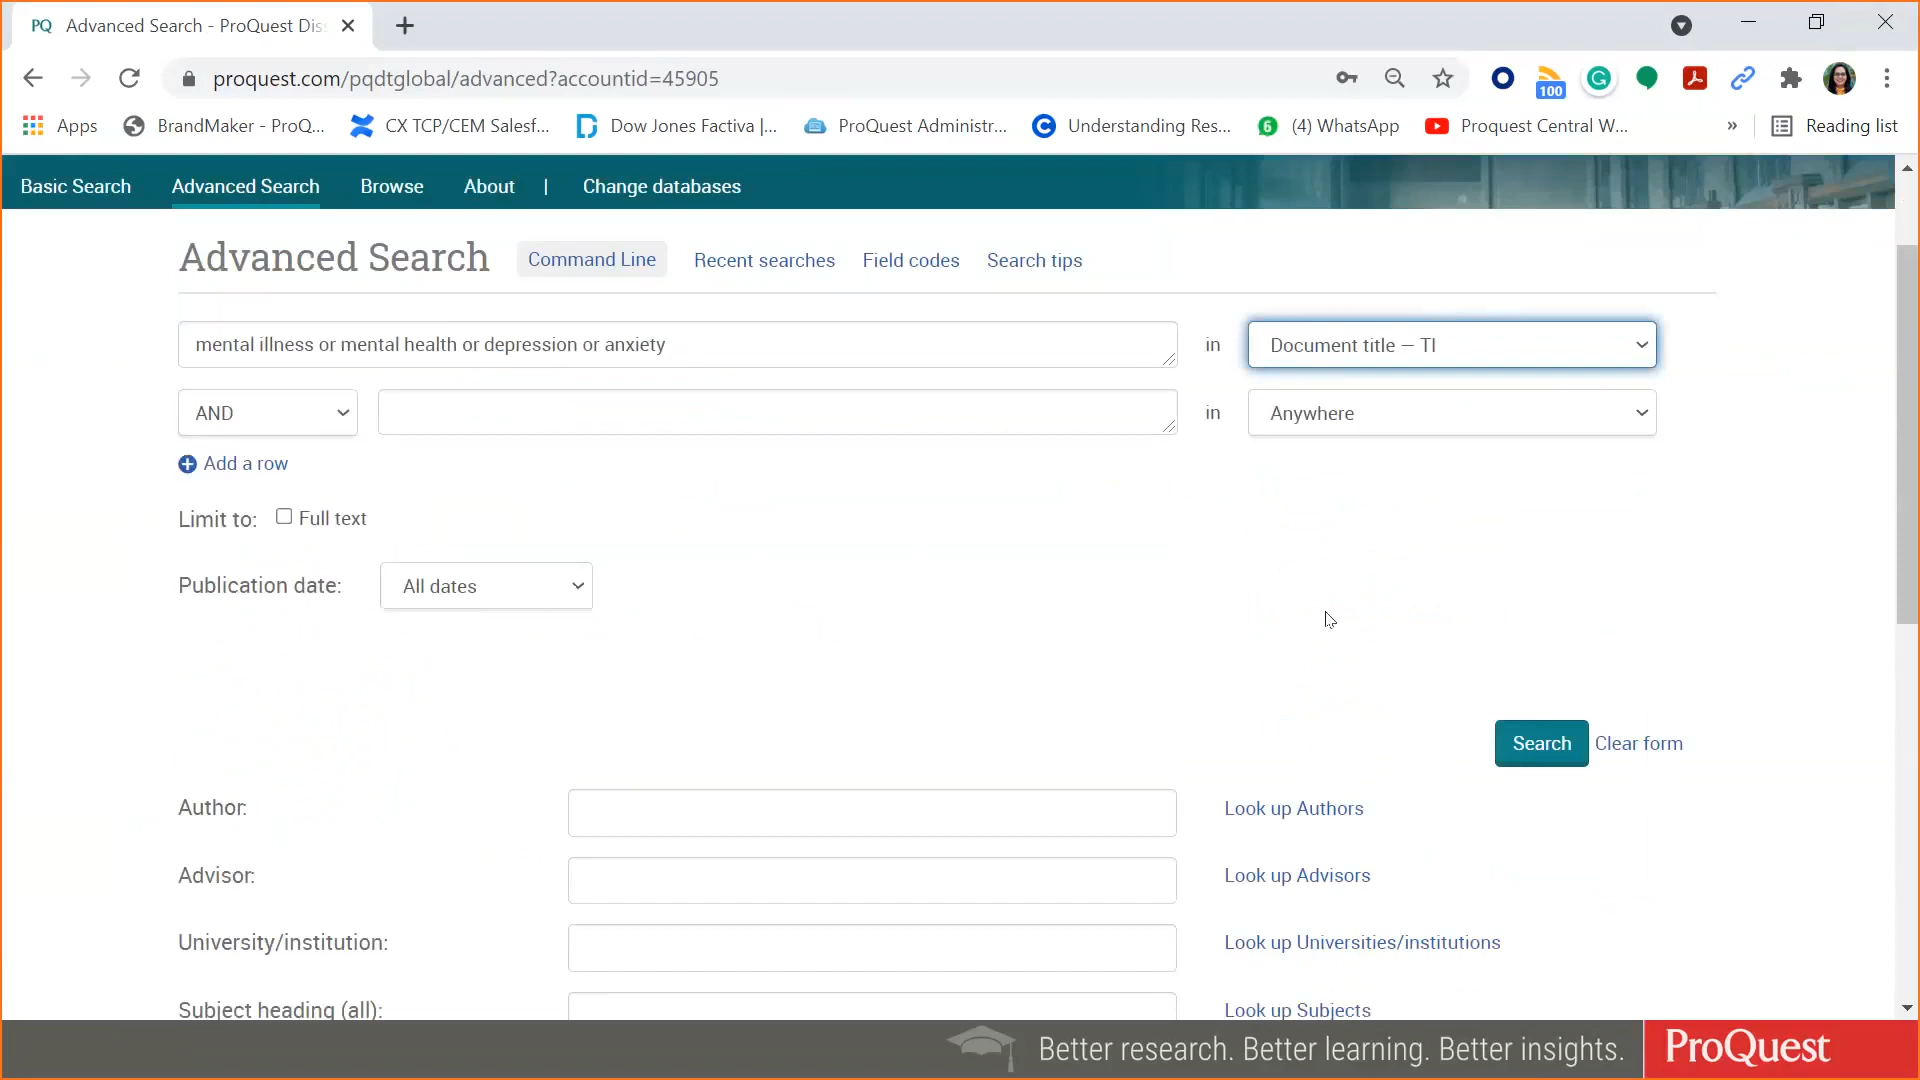 PQ Advanced Search - ProQuest Dis
proquest.com/pqdtglobal/advanced?accountid=45905
100
Apps BrandMaker - ProQ... CX TCP/CEM Salesf... Dow Jones Factiva |... ProQuest Administr... Understanding Res... 6 (4) WhatsApp Proquest Central W... » Reading list
Basic Search Advanced Search Browse About | Change databases
Advanced Search Command Line Recent searches Field codes Search tips
mental illness or mental health or depression or anxiety in Document title — TI
AND in Anywhere
Add a row
Limit to: Full text
Publication date: All dates
Search Clear form
Author: Look up Authors
Advisor: Look up Advisors
University/institution: Look up Universities/institutions
Subject heading (all): Look up Subjects
Better research. Better learning. Better insights. ProQuest